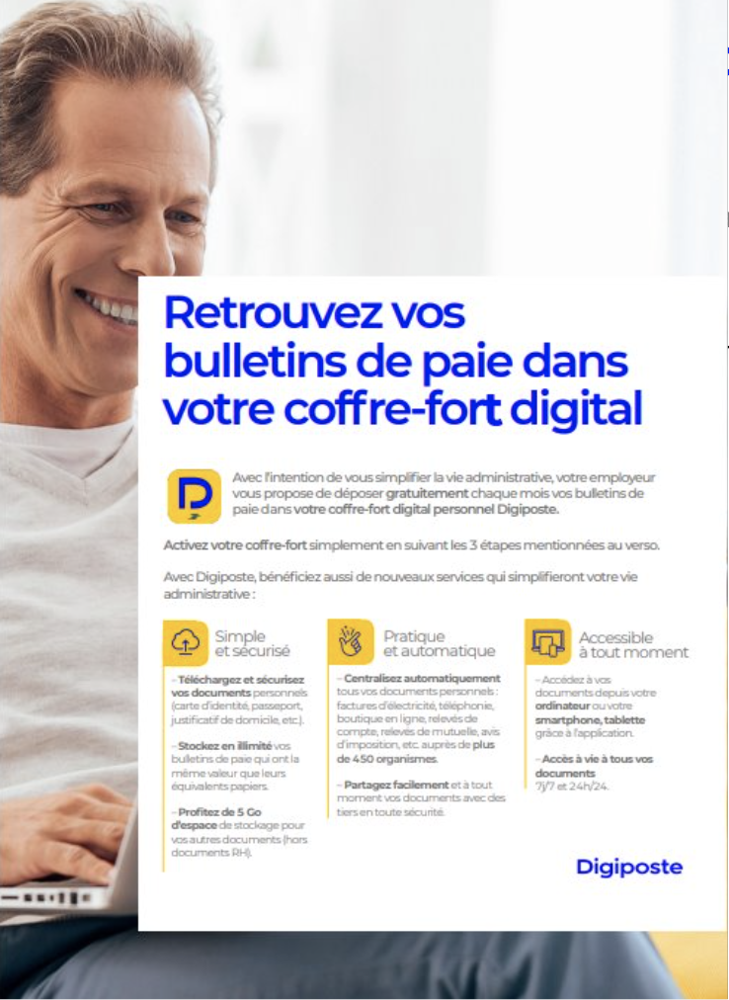 Retrouvez vos
bulletins de paie dans
votre coffre-fort digital
Avec l'intention de vous simplifier la vie administrative, votre employeur
vous propose de déposer gratuitement chaque mois vos bulletins de
paie dans votre coffre-fort digital personnel Digiposte.
Activez votre coffre-fort simplement en suivant les 3 étapes mentionnées au verso.
Avec Digiposte, bénéficiez aussi de nouveaux services qui simplifieront votre vie
administrative :
Simple
et sécurisé
– Téléchargez et sécurisez
vos documents personnels
(carte d'identité, passeport,
justificatif de domicile, etc.).
– Stockez en illimité vos
bulletins de paie qui ont la
même valeur que leurs
équivalents papiers.
– Profitez de 5 Go
d'espace de stockage pour
vos autres documents (hors
documents RH).
Pratique
et automatique
– Centralisez automatiquement
tous vos documents personnels :
factures d'électricité, téléphonie,
boutique en ligne, relevés de
compte, relevés de mutuelle, avis
d'imposition, etc. auprès de plus
de 450 organismes.
– Partagez facilement et à tout
moment vos documents avec des
tiers en toute sécurité.
Accessible
à tout moment
– Accédez à vos
documents depuis votre
ordinateur ou votre
smartphone, tablette
grâce à l'application.
– Accès à vie à tous vos
documents
7j/7 et 24h/24.
Digiposte